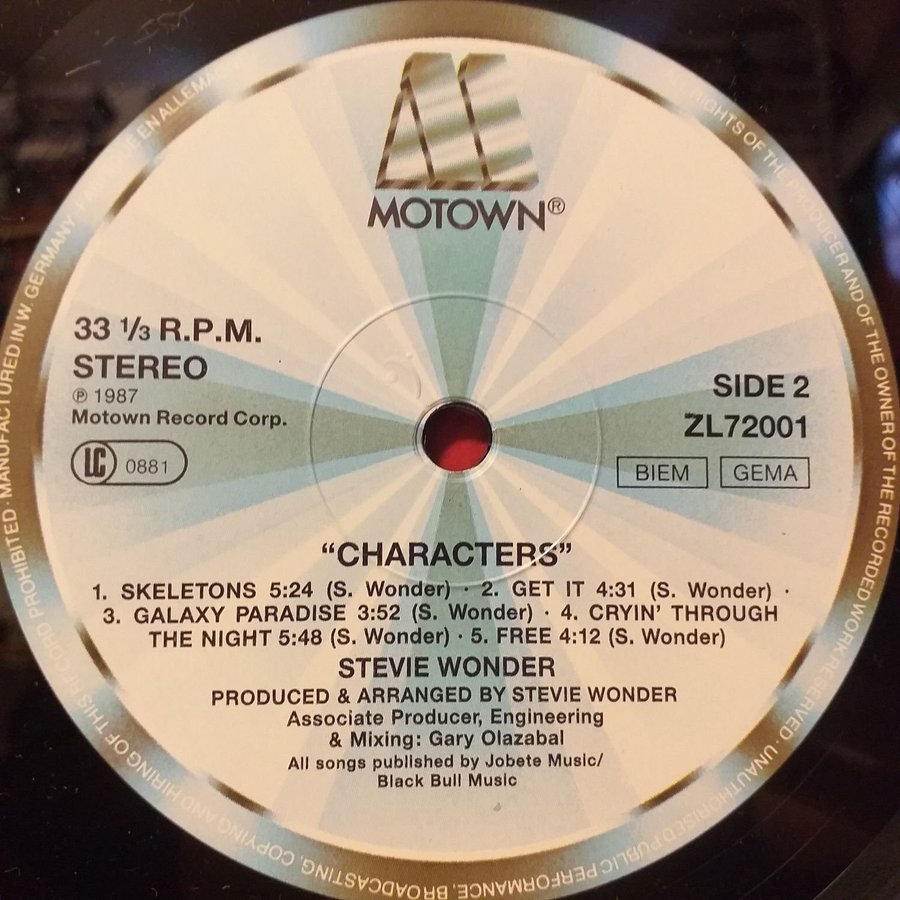 MOTOWN®
33 1/3 R.P.M.
STEREO
℗ 1987
Motown Record Corp.
LC 0881
SIDE 2
ZL72001
BIEM GEMA
“CHARACTERS”
1. SKELETONS 5:24 (S. Wonder) · 2. GET IT 4:31 (S. Wonder) ·
3. GALAXY PARADISE 3:52 (S. Wonder) · 4. CRYIN’ THROUGH
THE NIGHT 5:48 (S. Wonder) · 5. FREE 4:12 (S. Wonder)
STEVIE WONDER
PRODUCED & ARRANGED BY STEVIE WONDER
Associate Producer, Engineering
& Mixing: Gary Olazabal
All songs published by Jobete Music/
Black Bull Music
MANUFACTURED IN W. GERMANY. EN ALLEMAGNE RIGHTS OF THE PRODUCER AND OF THE OWNER OF THE RECORDED WORK RESERVED. UNAUTHORISED PUBLIC PERFORMANCE, BROADCASTING, COPYING AND HIRING OF THIS RECORD PROHIBITED